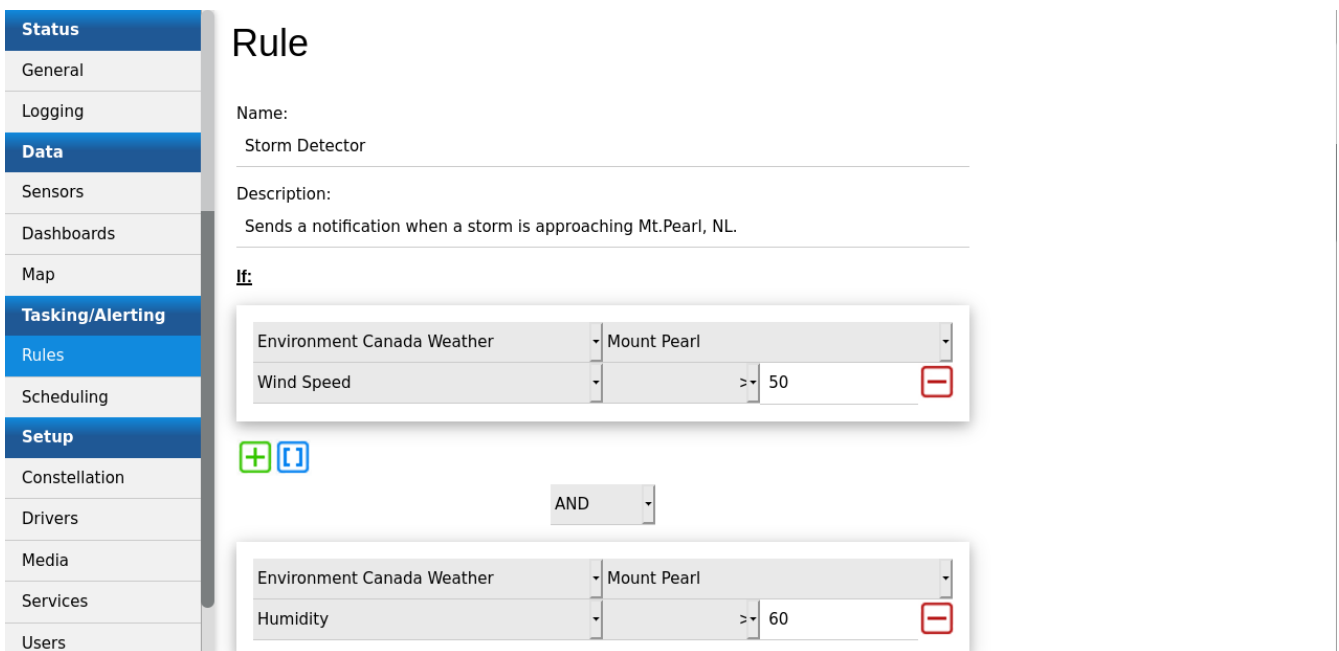 Status
General
Logging
Data
Sensors
Dashboards
Map
Tasking/Alerting
Rules
Scheduling
Setup
Constellation
Drivers
Media
Services
Users
Rule
Name:
Storm Detector
Description:
Sends a notification when a storm is approaching Mt.Pearl, NL.
If:
Environment Canada Weather Mount Pearl
Wind Speed > 50
AND
Environment Canada Weather Mount Pearl
Humidity > 60